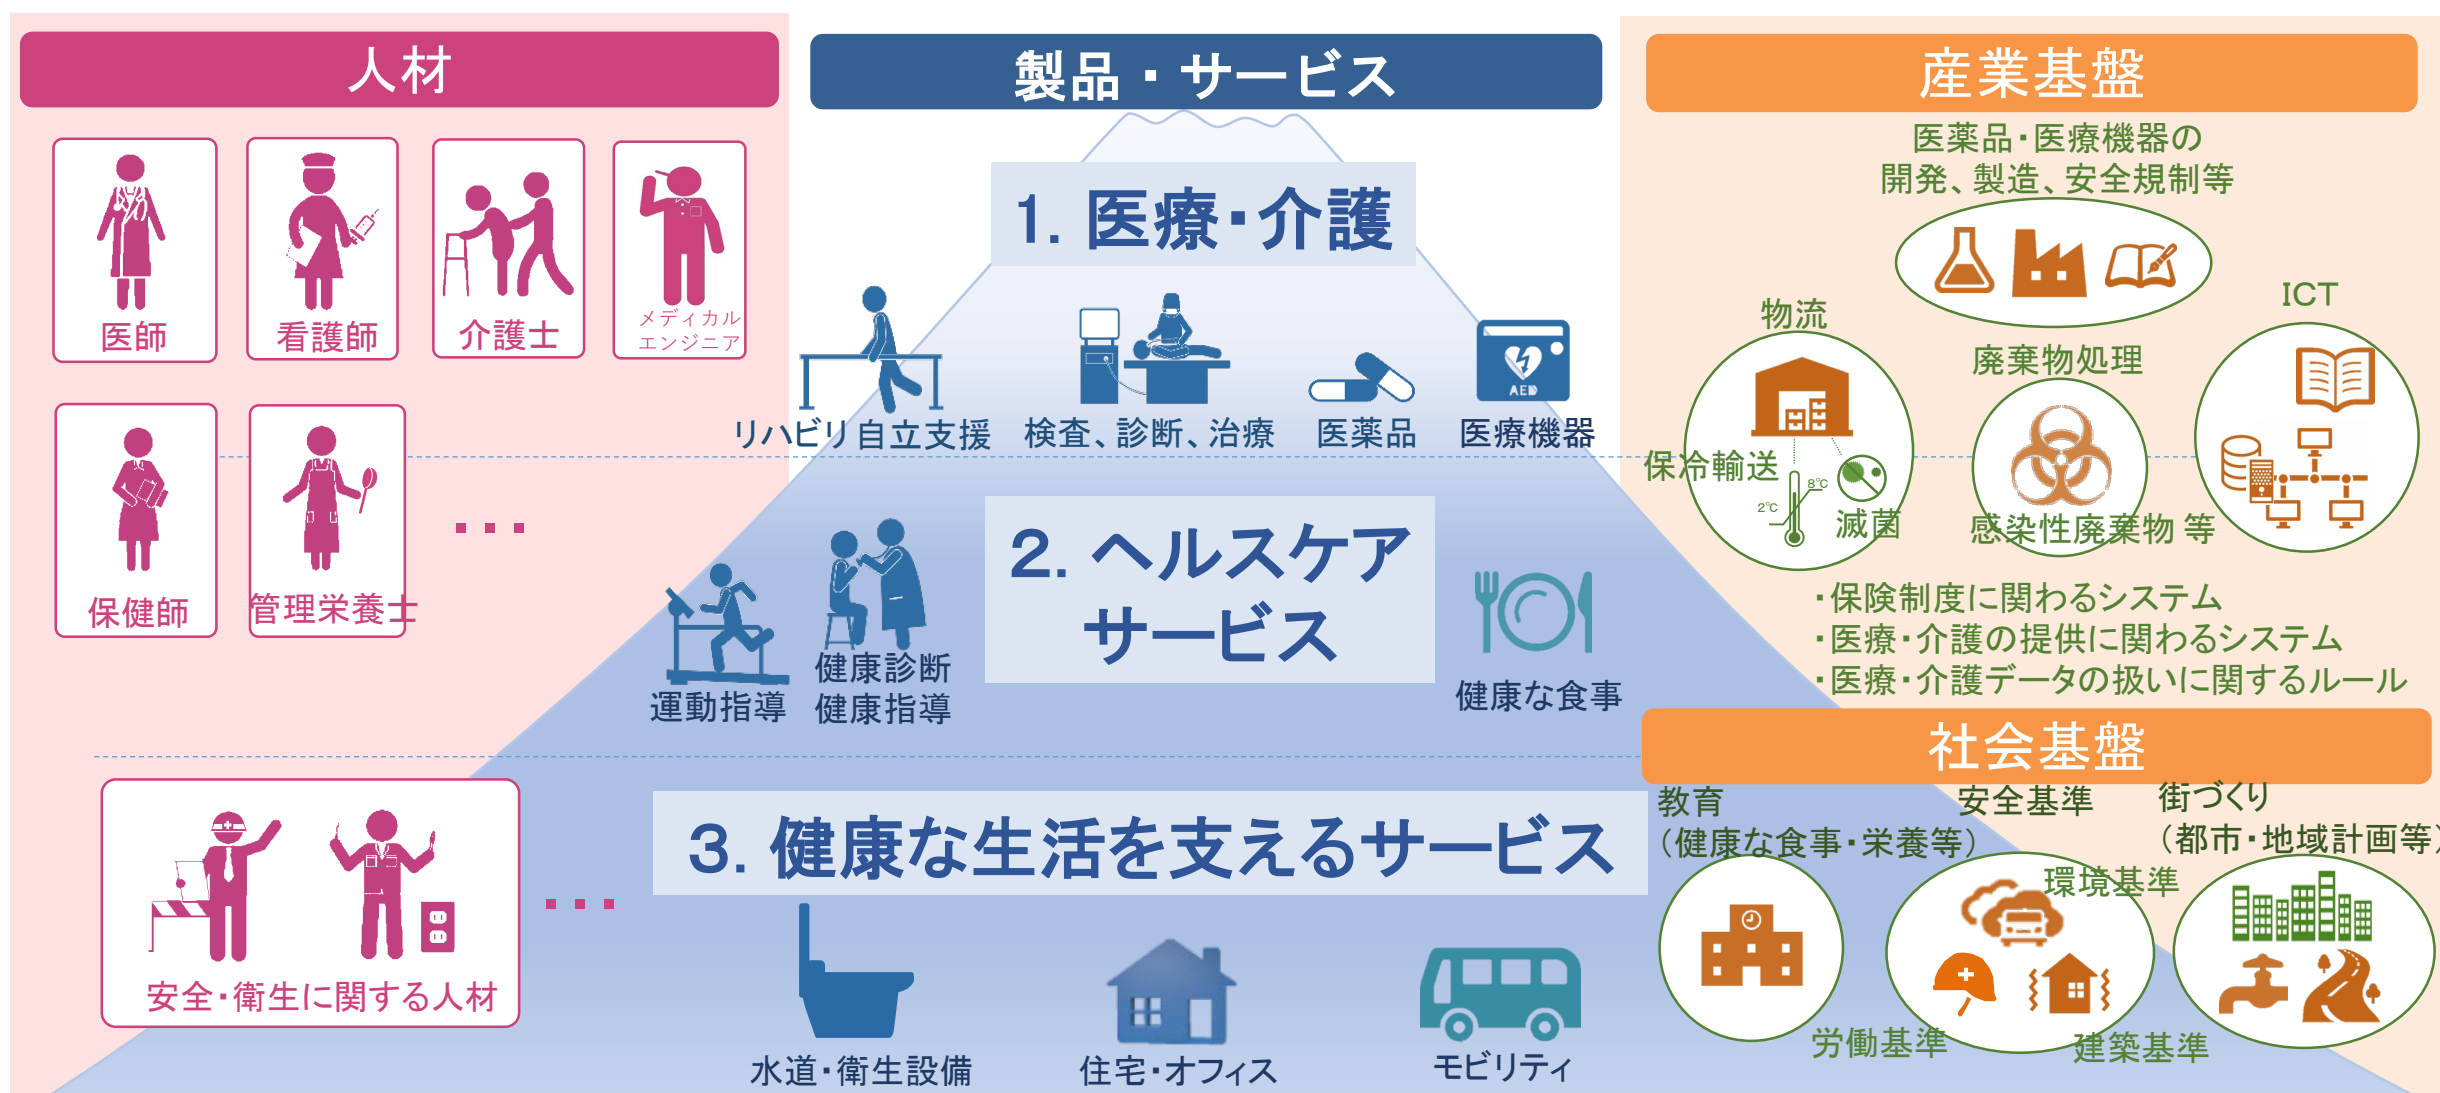 人材
医師
看護師
介護士
メディカル
エンジニア
保健師
管理栄養士
...
安全・衛生に関する人材
...
製品・サービス
1. 医療・介護
リハビリ自立支援
検査、診断、治療
医薬品
AED
医療機器
2. ヘルスケア
サービス
運動指導
健康診断
健康指導
健康な食事
3. 健康な生活を支えるサービス
水道・衛生設備
住宅・オフィス
モビリティ
産業基盤
医薬品・医療機器の
開発、製造、安全規制等
物流
保冷輸送
8℃
2℃
滅菌
廃棄物処理
感染性廃棄物 等
ICT
・保険制度に関わるシステム
・医療・介護の提供に関わるシステム
・医療・介護データの扱いに関するルール
社会基盤
教育
（健康な食事・栄養等）
安全基準
環境基準
労働基準
建築基準
街づくり
（都市・地域計画等）